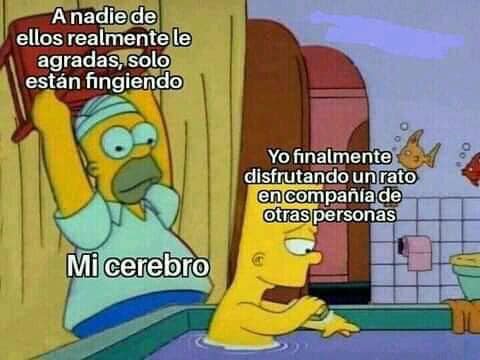 A nadie de
ellos realmente le
agradas, solo
están fingiendo
Yo finalmente
disfrutando un rato
en compañía de
otras personas
Mi cerebro